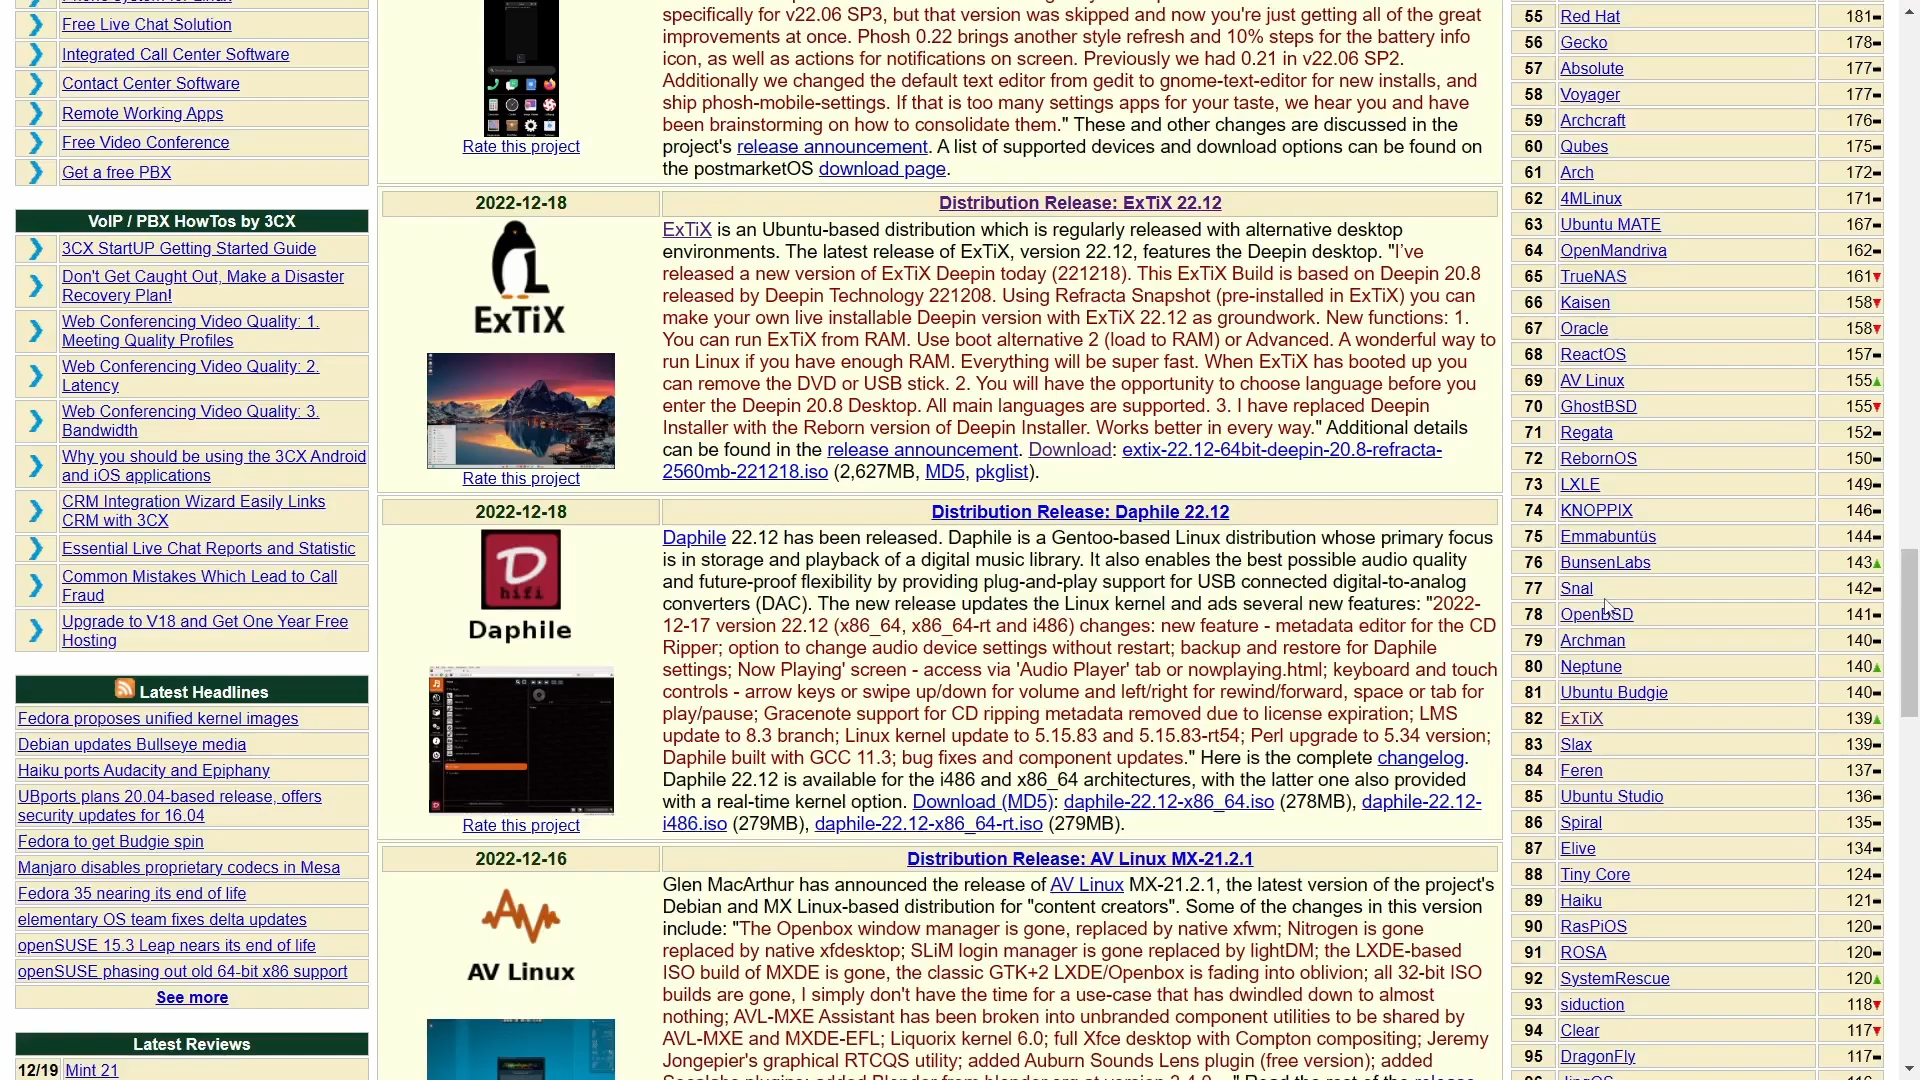 Free Live Chat Solution
Integrated Call Center Software
Contact Center Software
Remote Working Apps
Free Video Conference
Get a free PBX
VoIP / PBX HowTos by 3CX
3CX StartUP Getting Started Guide
Don't Get Caught Out, Make a Disaster
Recovery Plan!
Web Conferencing Video Quality: 1.
Meeting Quality Profiles
Web Conferencing Video Quality: 2.
Latency
Web Conferencing Video Quality: 3.
Bandwidth
Why you should be using the 3CX Android
and iOS applications
CRM Integration Wizard Easily Links
CRM with 3CX
Essential Live Chat Reports and Statistic
Common Mistakes Which Lead to Call
Fraud
Upgrade to V18 and Get One Year Free
Hosting
Latest Headlines
Fedora proposes unified kernel images
Debian updates Bullseye media
Haiku ports Audacity and Epiphany
UBports plans 20.04-based release, offers
security updates for 16.04
Fedora to get Budgie spin
Manjaro disables proprietary codecs in Mesa
Fedora 35 nearing its end of life
elementary OS team fixes delta updates
openSUSE 15.3 Leap nears its end of life
openSUSE phasing out old 64-bit x86 support
See more
Latest Reviews
12/19 Mint 21
specifically for v22.06 SP3, but that version was skipped and now you're just getting all of the great
improvements at once. Phosh 0.22 brings another style refresh and 10% steps for the battery info
icon, as well as actions for notifications on screen. Previously we had 0.21 in v22.06 SP2.
Additionally we changed the default text editor from gedit to gnome-text-editor for new installs, and
ship phosh-mobile-settings. If that is too many settings apps for your taste, we hear you and have
been brainstorming on how to consolidate them." These and other changes are discussed in the
project's release announcement. A list of supported devices and download options can be found on
the postmarketOS download page.
Rate this project
2022-12-18
Distribution Release: ExTiX 22.12
ExTiX
Rate this project
ExTiX is an Ubuntu-based distribution which is regularly released with alternative desktop
environments. The latest release of ExTiX, version 22.12, features the Deepin desktop. "I've
released a new version of ExTiX Deepin today (221218). This ExTiX Build is based on Deepin 20.8
released by Deepin Technology 221208. Using Refracta Snapshot (pre-installed in ExTiX) you can
make your own live installable Deepin version with ExTiX 22.12 as groundwork. New functions: 1.
You can run ExTiX from RAM. Use boot alternative 2 (load to RAM) or Advanced. A wonderful way to
run Linux if you have enough RAM. Everything will be super fast. When ExTiX has booted up you
can remove the DVD or USB stick. 2. You will have the opportunity to choose language before you
enter the Deepin 20.8 Desktop. All main languages are supported. 3. I have replaced Deepin
Installer with the Reborn version of Deepin Installer. Works better in every way." Additional details
can be found in the release announcement. Download: extix-22.12-64bit-deepin-20.8-refracta-
2560mb-221218.iso (2,627MB, MD5, pkglist).
2022-12-18
Distribution Release: Daphile 22.12
D
hifi
Daphile
Rate this project
Daphile 22.12 has been released. Daphile is a Gentoo-based Linux distribution whose primary focus
is in storage and playback of a digital music library. It also enables the best possible audio quality
and future-proof flexibility by providing plug-and-play support for USB connected digital-to-analog
converters (DAC). The new release updates the Linux kernel and ads several new features: "2022-
12-17 version 22.12 (x86_64, x86_64-rt and i486) changes: new feature - metadata editor for the CD
Ripper; option to change audio device settings without restart; backup and restore for Daphile
settings; Now Playing' screen - access via 'Audio Player' tab or nowplaying.html; keyboard and touch
controls - arrow keys or swipe up/down for volume and left/right for rewind/forward, space or tab for
play/pause; Gracenote support for CD ripping metadata removed due to license expiration; LMS
update to 8.3 branch; Linux kernel update to 5.15.83 and 5.15.83-rt54; Perl upgrade to 5.34 version;
Daphile built with GCC 11.3; bug fixes and component updates." Here is the complete changelog.
Daphile 22.12 is available for the i486 and x86_64 architectures, with the latter one also provided
with a real-time kernel option. Download (MD5): daphile-22.12-x86_64.iso (278MB), daphile-22.12-
i486.iso (279MB), daphile-22.12-x86_64-rt.iso (279MB).
2022-12-16
Distribution Release: AV Linux MX-21.2.1
AV Linux
Glen MacArthur has announced the release of AV Linux MX-21.2.1, the latest version of the project's
Debian and MX Linux-based distribution for "content creators". Some of the changes in this version
include: "The Openbox window manager is gone, replaced by native xfwm; Nitrogen is gone
replaced by native xfdesktop; SLiM login manager is gone replaced by lightDM; the LXDE-based
ISO build of MXDE is gone, the classic GTK+2 LXDE/Openbox is fading into oblivion; all 32-bit ISO
builds are gone, I simply don't have the time for a use-case that has dwindled down to almost
nothing; AVL-MXE Assistant has been broken into unbranded component utilities to be shared by
AVL-MXE and MXDE-EFL; Liquorix kernel 6.0; full Xfce desktop with Compton compositing; Jeremy
Jongepier's graphical RTCQS utility; added Auburn Sounds Lens plugin (free version); added
55 Red Hat 181
56 Gecko 178
57 Absolute 177
58 Voyager 177
59 Archcraft 176
60 Qubes 175
61 Arch 172
62 4MLinux 171
63 Ubuntu MATE 167
64 OpenMandriva 162
65 TrueNAS 161
66 Kaisen 158
67 Oracle 158
68 ReactOS 157
69 AV Linux 155
70 GhostBSD 155
71 Regata 152
72 RebornOS 150
73 LXLE 149
74 KNOPPIX 146
75 Emmabuntüs 144
76 BunsenLabs 143
77 Snal 142
78 OpenBSD 141
79 Archman 140
80 Neptune 140
81 Ubuntu Budgie 140
82 ExTiX 139
83 Slax 139
84 Feren 137
85 Ubuntu Studio 136
86 Spiral 135
87 Elive 134
88 Tiny Core 124
89 Haiku 121
90 RasPiOS 120
91 ROSA 120
92 SystemRescue 120
93 siduction 118
94 Clear 117
95 DragonFly 117